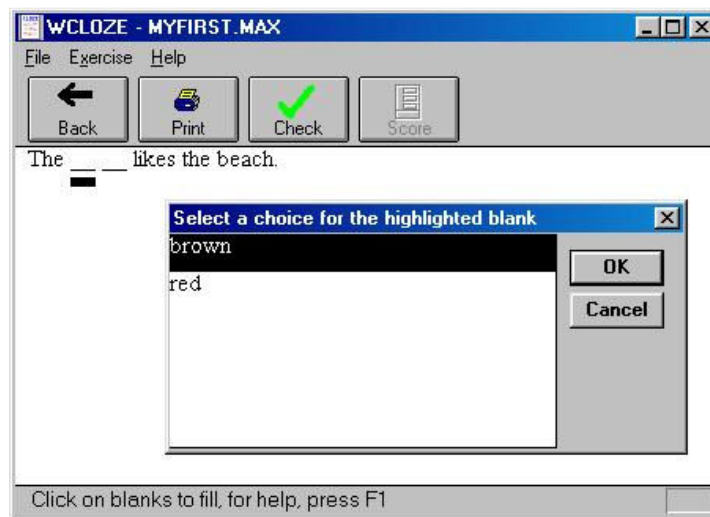 WCLOZE - MYFIRST.MAX
File Exercise Help
Back Print Check Score
The __ __ likes the beach.
Select a choice for the highlighted blank
brown
red
OK
Cancel
Click on blanks to fill, for help, press F1